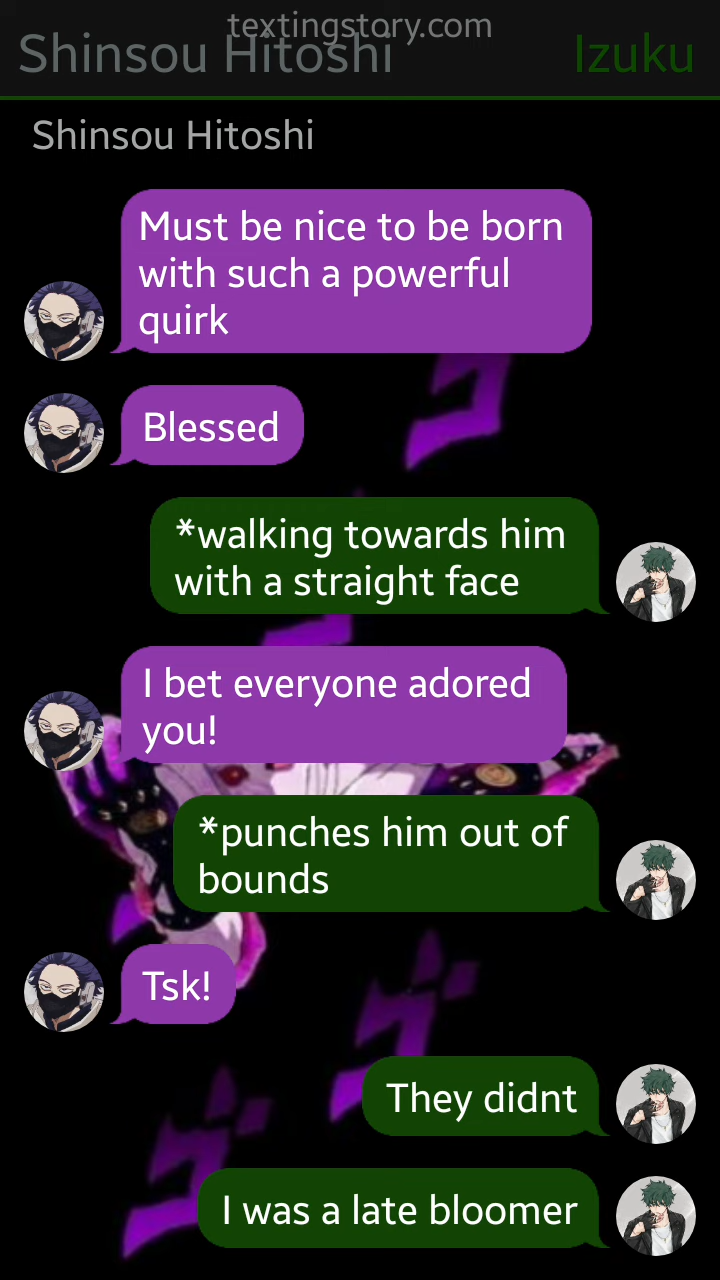 textingstory.com
Shinsou Hitoshi
Izuku
Shinsou Hitoshi
Must be nice to be born
with such a powerful
quirk
Blessed
*walking towards him
with a straight face
I bet everyone adored
you!
*punches him out of
bounds
Tsk!
They didnt
I was a late bloomer